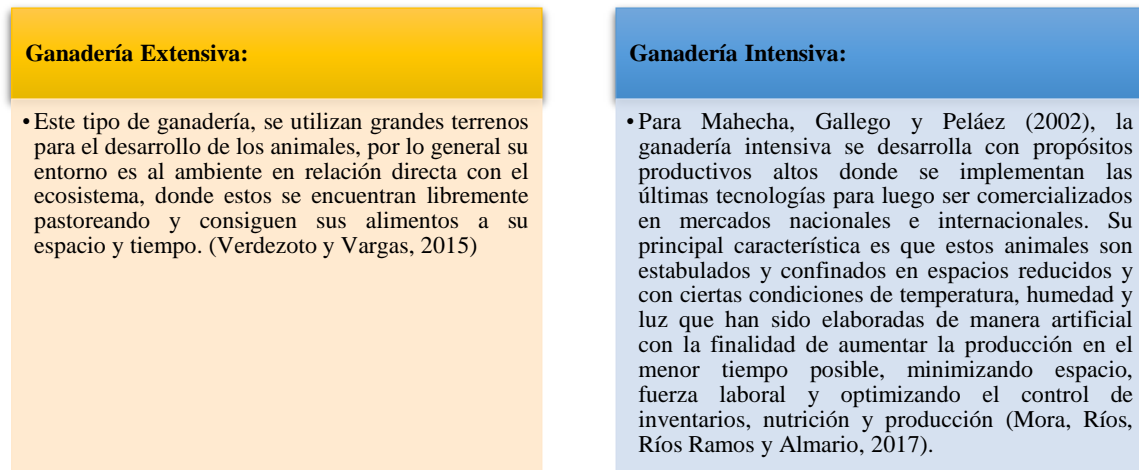 Ganadería Extensiva:
•Este tipo de ganadería, se utilizan grandes terrenos
para el desarrollo de los animales, por lo general su
entorno es al ambiente en relación directa con el
ecosistema, donde estos se encuentran libremente
pastoreando y consiguen sus alimentos a su
espacio y tiempo. (Verdezoto y Vargas, 2015)
Ganadería Intensiva:
•Para Mahecha, Gallego y Peláez (2002), la
ganadería intensiva se desarrolla con propósitos
productivos altos donde se implementan las
últimas tecnologías para luego ser comercializados
en mercados nacionales e internacionales. Su
principal característica es que estos animales son
estabulados y confinados en espacios reducidos y
con ciertas condiciones de temperatura, humedad y
luz que han sido elaboradas de manera artificial
con la finalidad de aumentar la producción en el
menor tiempo posible, minimizando espacio,
fuerza laboral y optimizando el control de
inventarios, nutrición y producción (Mora, Ríos,
Ríos Ramos y Almario, 2017).